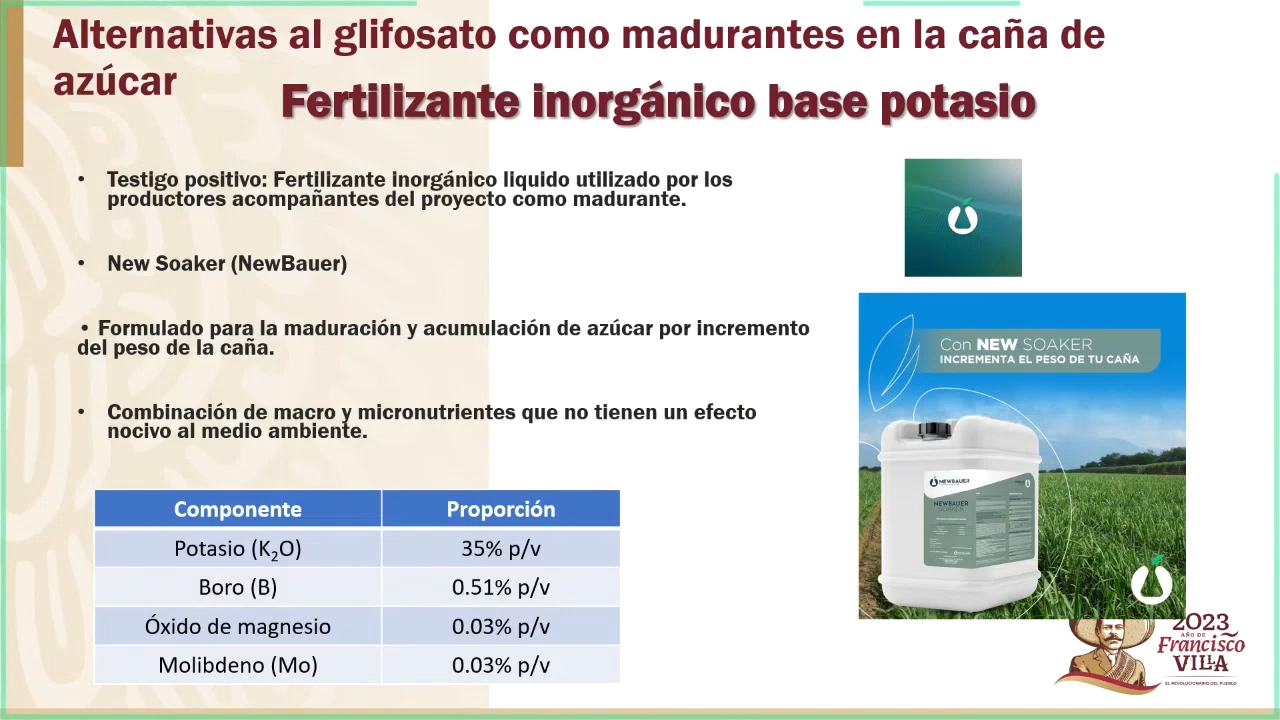 Alternativas al glifosato como madurantes en la caña de
azúcar
Fertilizante inorgánico base potasio
• Testigo positivo: Fertilizante inorgánico liquido utilizado por los
productores acompañantes del proyecto como madurante.
• New Soaker (NewBauer)
• Formulado para la maduración y acumulación de azúcar por incremento
del peso de la caña.
• Combinación de macro y micronutrientes que no tienen un efecto
nocivo al medio ambiente.
Componente Proporción
Potasio (K₂O) 35% p/v
Boro (B) 0.51% p/v
Óxido de magnesio 0.03% p/v
Molibdeno (Mo) 0.03% p/v
Con NEW SOAKER
INCREMENTA EL PESO DE TU CAÑA
NEWBAUER
NEWBAUER
SOAKER
2023
AÑO DE
Francisco
VILLA
EL REVOLUCIONARIO DEL PUEBLO